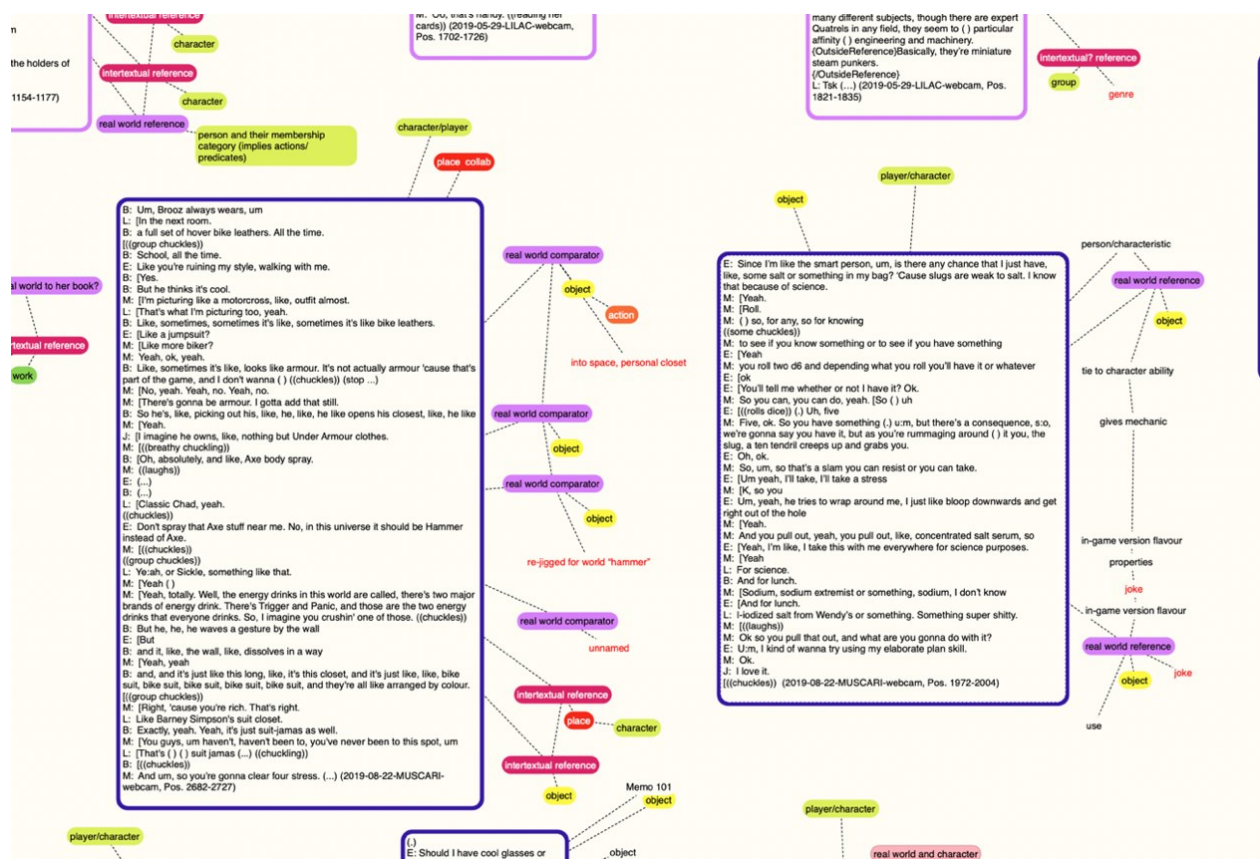 intertextual reference
character
the holders of
intertextual reference
character
1154-1177)
real world reference
person and their membership
category (implies actions/
predicates)
M: Oo, that's handy. ((reading her
cards)) (2019-05-29-LILAC-webcam,
Pos. 1702-1726)
many different subjects, though there are expert
Quatrels in any field, they seem to ( ) particular
affinity ( ) engineering and machinery.
{OutsideReference}Basically, they're miniature
steam punkers.
{/OutsideReference}
L: Tsk (...) (2019-05-29-LILAC-webcam, Pos.
1821-1835)
intertextual? reference
group
genre
character/player
place collab
B: Um, Brooz always wears, um
L: [In the next room.
B: a full set of hover bike leathers. All the time.
[((group chuckles))
B: School, all the time.
E: Like you're ruining my style, walking with me.
B: [Yes.
B: But he thinks it's cool.
M: [I'm picturing like a motorcross, like, outfit almost.
L: [That's what I'm picturing too, yeah.
B: Like, sometimes, sometimes it's like, sometimes it's like bike leathers.
E: [Like a jumpsuit?
M: [Like more biker?
M: Yeah, ok, yeah.
B: Like, sometimes it's like, looks like armour. It's not actually armour 'cause that's
part of the game, and I don't wanna ( ) ((chuckles)) (stop ...)
M: [No, yeah. Yeah, no. Yeah, no.
M: [There's gonna be armour. I gotta add that still.
B: So he's, like, picking out his, like, he, like, he like opens his closest, like, he like
M: [Yeah.
J: [I imagine he owns, like, nothing but Under Armour clothes.
M: [((breathy chuckling))
B: [Oh, absolutely, and like, Axe body spray.
M: ((laughs))
E: (...)
B: (...)
L: [Classic Chad, yeah.
((chuckles))
E: Don't spray that Axe stuff near me. No, in this universe it should be Hammer
instead of Axe.
M: [((chuckles))
((group chuckles))
L: Ye:ah, or Sickle, something like that.
M: [Yeah ( )
M: [Yeah, totally. Well, the energy drinks in this world are called, there's two major
brands of energy drink. There's Trigger and Panic, and those are the two energy
drinks that everyone drinks. So, I imagine you crushin' one of those. ((chuckles))
B: But he, he, he waves a gesture by the wall
E: [But
B: and it, like, the wall, like, dissolves in a way
M: [Yeah, yeah
B: and, and it's just like this long, like, it's this closet, and it's just like, like, bike
suit, bike suit, bike suit, bike suit, bike suit, and they're all like arranged by colour.
[((group chuckles))
M: [Right, 'cause you're rich. That's right.
L: Like Barney Simpson's suit closet.
B: Exactly, yeah. Yeah, it's just suit-jamas as well.
M: [You guys, um haven't, haven't been to, you've never been to this spot, um
L: [That's ( ) ( ) suit jamas (...) ((chuckling))
B: [((chuckles))
M: And um, so you're gonna clear four stress. (...) (2019-08-22-MUSCARI-
webcam, Pos. 2682-2727)
al world to her book?
rtextual reference
work
real world comparator
object
action
into space, personal closet
real world comparator
object
real world comparator
object
re-jigged for world "hammer"
real world comparator
unnamed
intertextual reference
place
character
intertextual reference
object
player/character
object
E: Since I'm like the smart person, um, is there any chance that I just have,
like, some salt or something in my bag? 'Cause slugs are weak to salt. I know
that because of science.
M: [Yeah.
M: [Roll.
M: ( ) so, for any, so for knowing
((some chuckles))
M: to see if you know something or to see if you have something
E: [Yeah
M: you roll two d6 and depending what you roll you'll have it or whatever
E: [ok
E: [You'll tell me whether or not I have it? Ok.
M: So you can, you can do, yeah. [So ( ) uh
E: [((rolls dice)) (.) Uh, five
M: Five, ok. So you have something (.) u:m, but there's a consequence, s:o,
we're gonna say you have it, but as you're rummaging around ( ) it you, the
slug, a ten tendril creeps up and grabs you.
E: Oh, ok.
M: So, um, so that's a slam you can resist or you can take.
E: [Um yeah, I'll take, I'll take a stress
M: [K, so you
E: Um, yeah, he tries to wrap around me, I just like bloop downwards and get
right out of the hole
M: [Yeah.
M: And you pull out, yeah, you pull out, like, concentrated salt serum, so
E: [Yeah, I'm like, I take this with me everywhere for science purposes.
M: [Yeah
L: For science.
B: And for lunch.
M: [Sodium, sodium extremist or something, sodium, I don't know
E: [And for lunch.
L: I-iodized salt from Wendy's or something. Something super shitty.
M: [((laughs))
M: Ok so you pull that out, and what are you gonna do with it?
E: U:m, I kind of wanna try using my elaborate plan skill.
M: Ok.
J: I love it.
[((chuckles)) (2019-08-22-MUSCARI-webcam, Pos. 1972-2004)
person/characteristic
real world reference
object
tie to character ability
gives mechanic
in-game version flavour
properties
joke
in-game version flavour
real world reference
joke
object
use
player/character
(.)
E: Should I have cool glasses or
Memo 101
object
object
player/character
real world and character